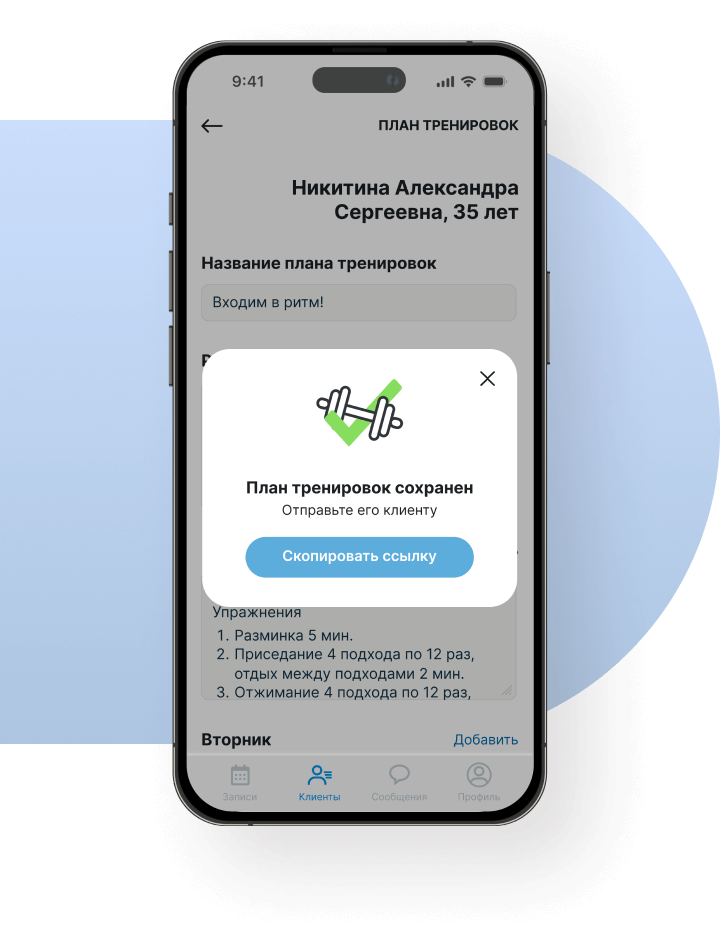 9:41
ПЛАН ТРЕНИРОВОК
Никитина Александра
Сергеевна, 35 лет
Название плана тренировок
Входим в ритм!
План тренировок сохранен
Отправьте его клиенту
Скопировать ссылку
Упражнения
1. Разминка 5 мин.
2. Приседание 4 подхода по 12 раз,
отдых между подходами 2 мин.
3. Отжимание 4 подхода по 12 раз,
Вторник
Добавить
Записи
Клиенты
Сообщения
Профиль